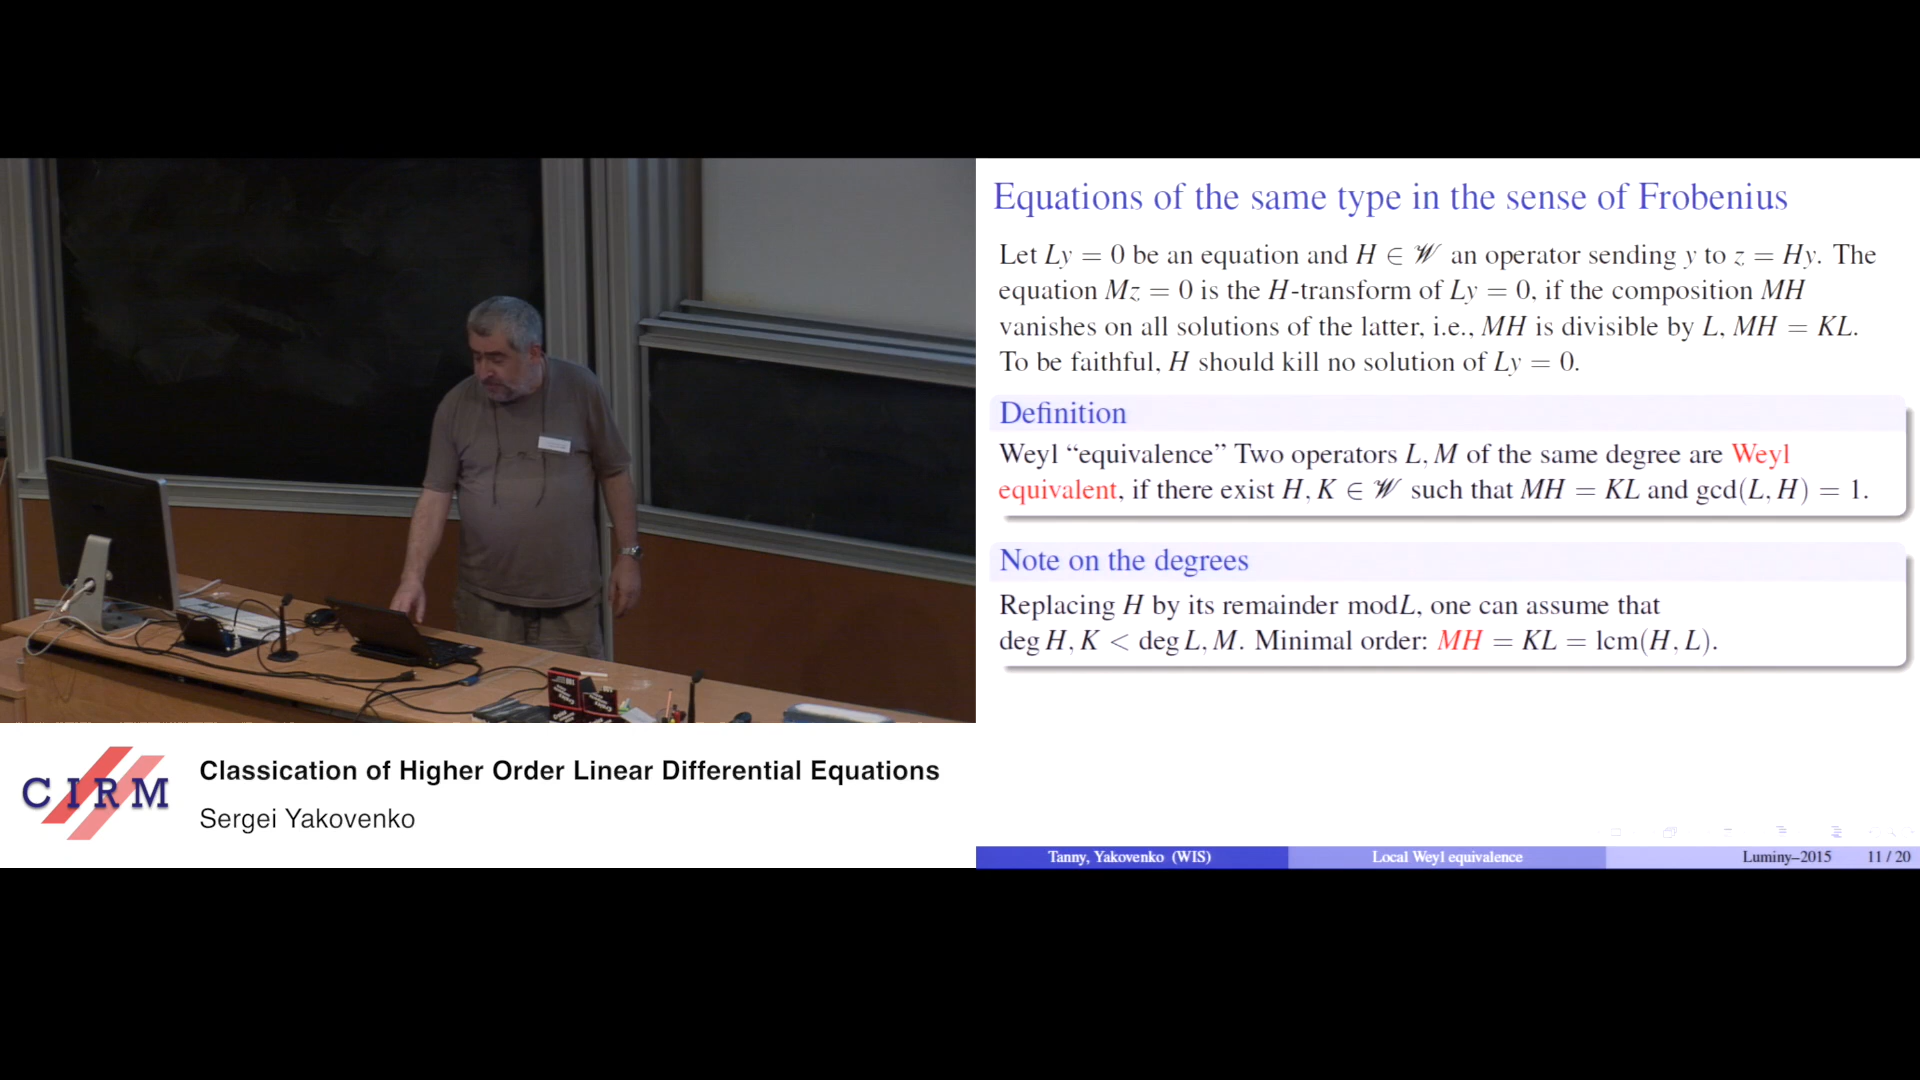 Equations of the same type in the sense of Frobenius
Let Ly = 0 be an equation and H ∈ 𝒲 an operator sending y to z = Hy. The
equation Mz = 0 is the H-transform of Ly = 0, if the composition MH
vanishes on all solutions of the latter, i.e., MH is divisible by L, MH = KL.
To be faithful, H should kill no solution of Ly = 0.
Definition
Weyl “equivalence” Two operators L, M of the same degree are Weyl
equivalent, if there exist H, K ∈ 𝒲 such that MH = KL and gcd(L, H) = 1.
Note on the degrees
Replacing H by its remainder modL, one can assume that
deg H, K < deg L, M. Minimal order: MH = KL = lcm(H, L).
Tanny, Yakovenko (WIS) Local Weyl equivalence Luminy–2015 11 / 20
CIRM
Classication of Higher Order Linear Differential Equations
Sergei Yakovenko